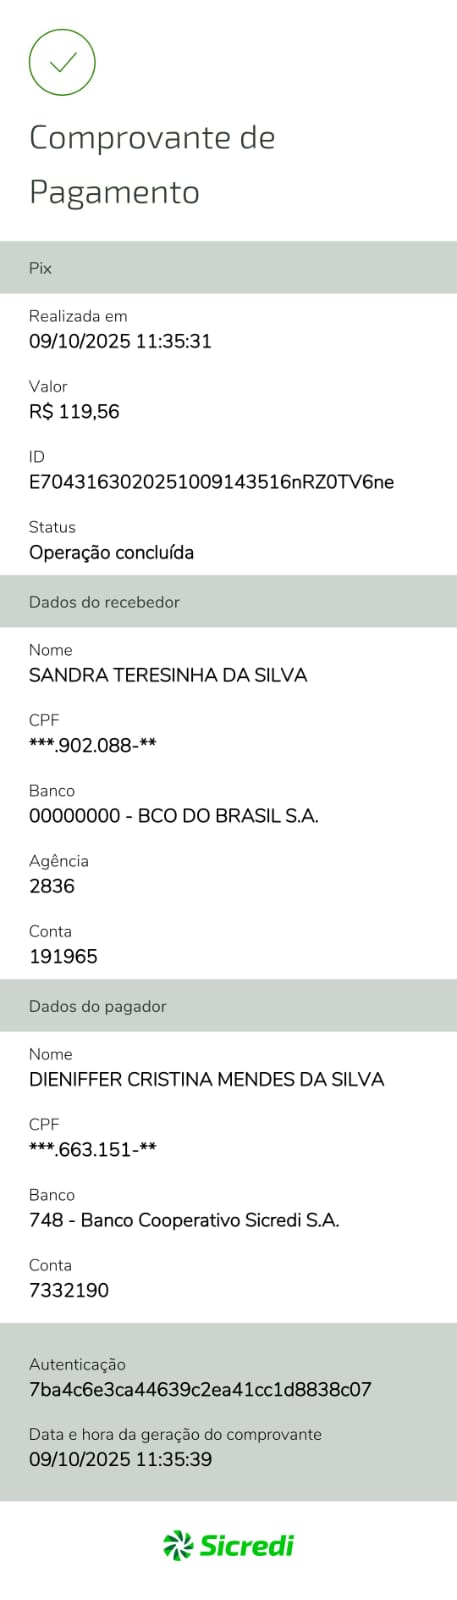 Comprovante de
Pagamento
Pix
Realizada em
09/10/2025 11:35:31
Valor
R$ 119,56
ID
E7043163020251009143516nRZ0TV6ne
Status
Operação concluída
Dados do recebedor
Nome
SANDRA TERESINHA DA SILVA
CPF
***.902.088-**
Banco
00000000 - BCO DO BRASIL S.A.
Agência
2836
Conta
191965
Dados do pagador
Nome
DIENIFFER CRISTINA MENDES DA SILVA
CPF
***.663.151-**
Banco
748 - Banco Cooperativo Sicredi S.A.
Conta
7332190
Autenticação
7ba4c6e3ca44639c2ea41cc1d8838c07
Data e hora da geração do comprovante
09/10/2025 11:35:39
Sicredi